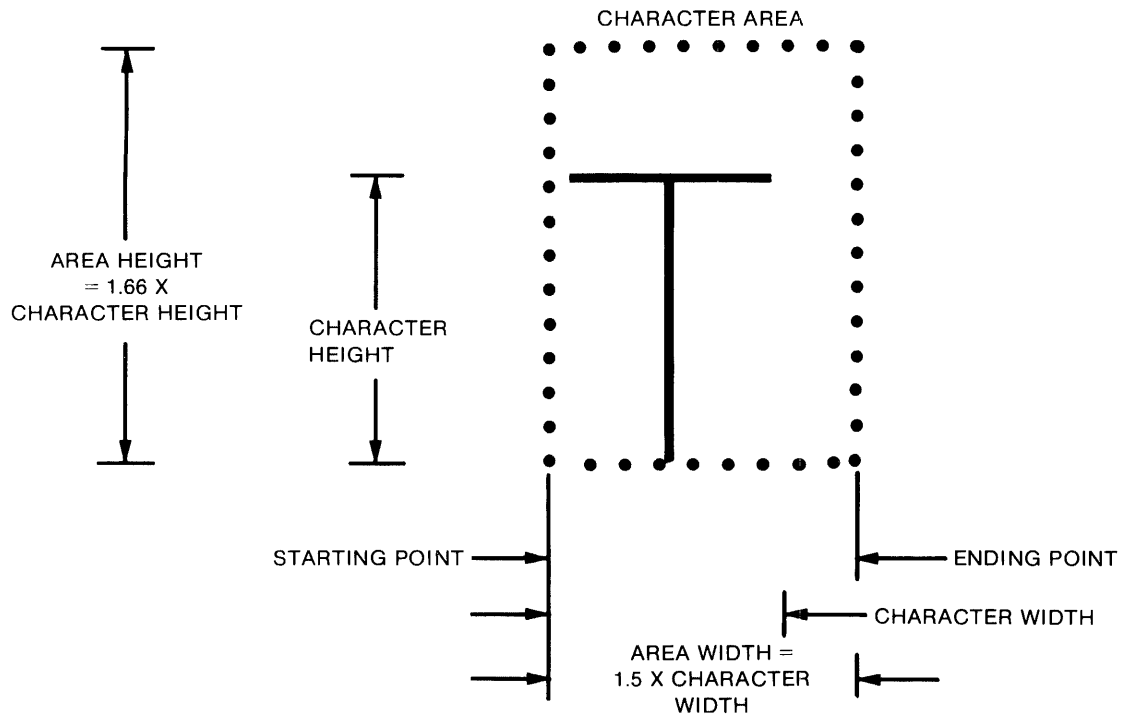 CHARACTER AREA
AREA HEIGHT
= 1.66 X
CHARACTER HEIGHT
CHARACTER
HEIGHT
STARTING POINT
ENDING POINT
CHARACTER WIDTH
AREA WIDTH =
1.5 X CHARACTER
WIDTH